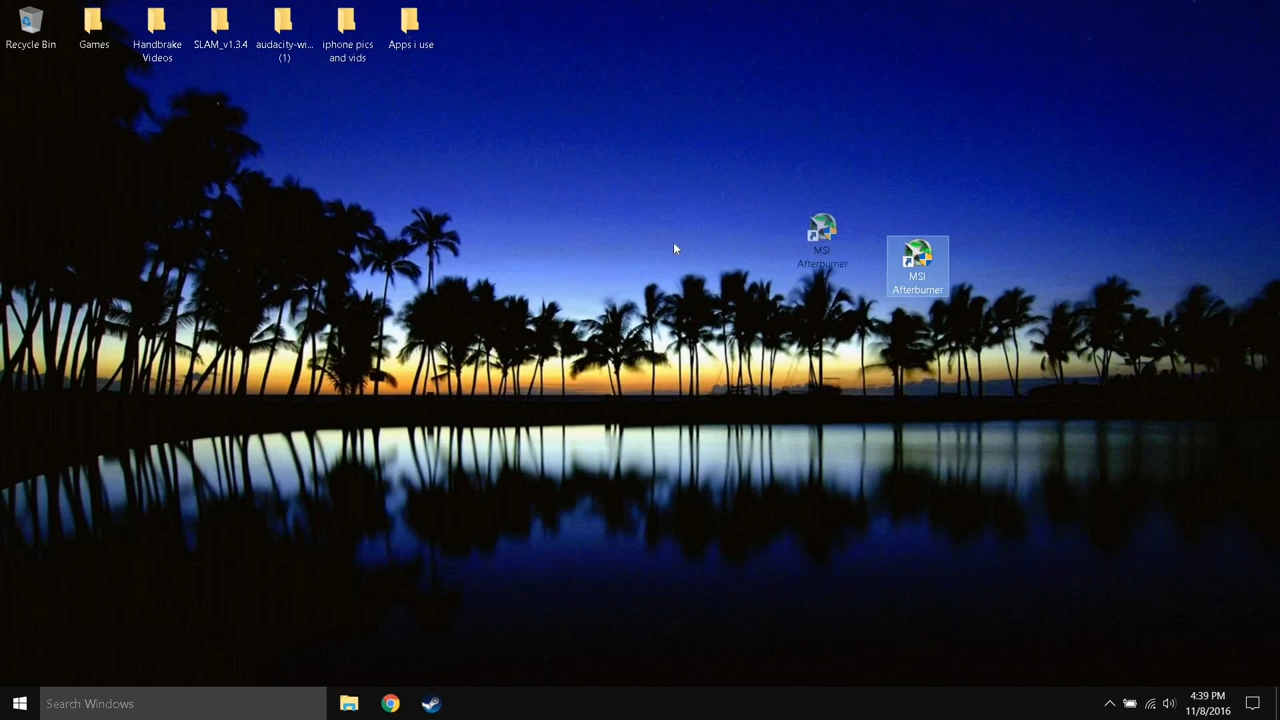 Recycle Bin
Games
Handbrake
Videos
SLAM_v1.3.4
audacity-wi...
(1)
iphone pics
and vids
Apps i use
MSI
Afterburner
MSI
Afterburner
Search Windows
4:39 PM
11/8/2016